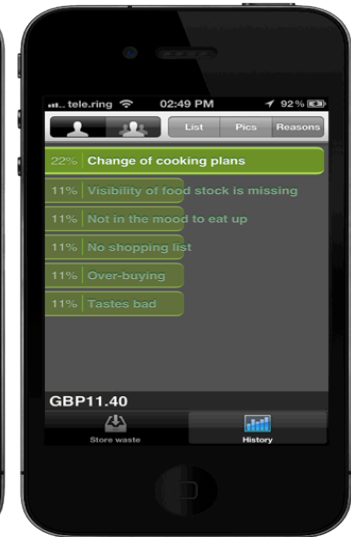 tele.ring 02:49 PM 92%
List Pics Reasons
22% Change of cooking plans
11% Visibility of food stock is missing
11% Not in the mood to eat up
11% No shopping list
11% Over-buying
11% Tastes bad
GBP11.40
Store waste History